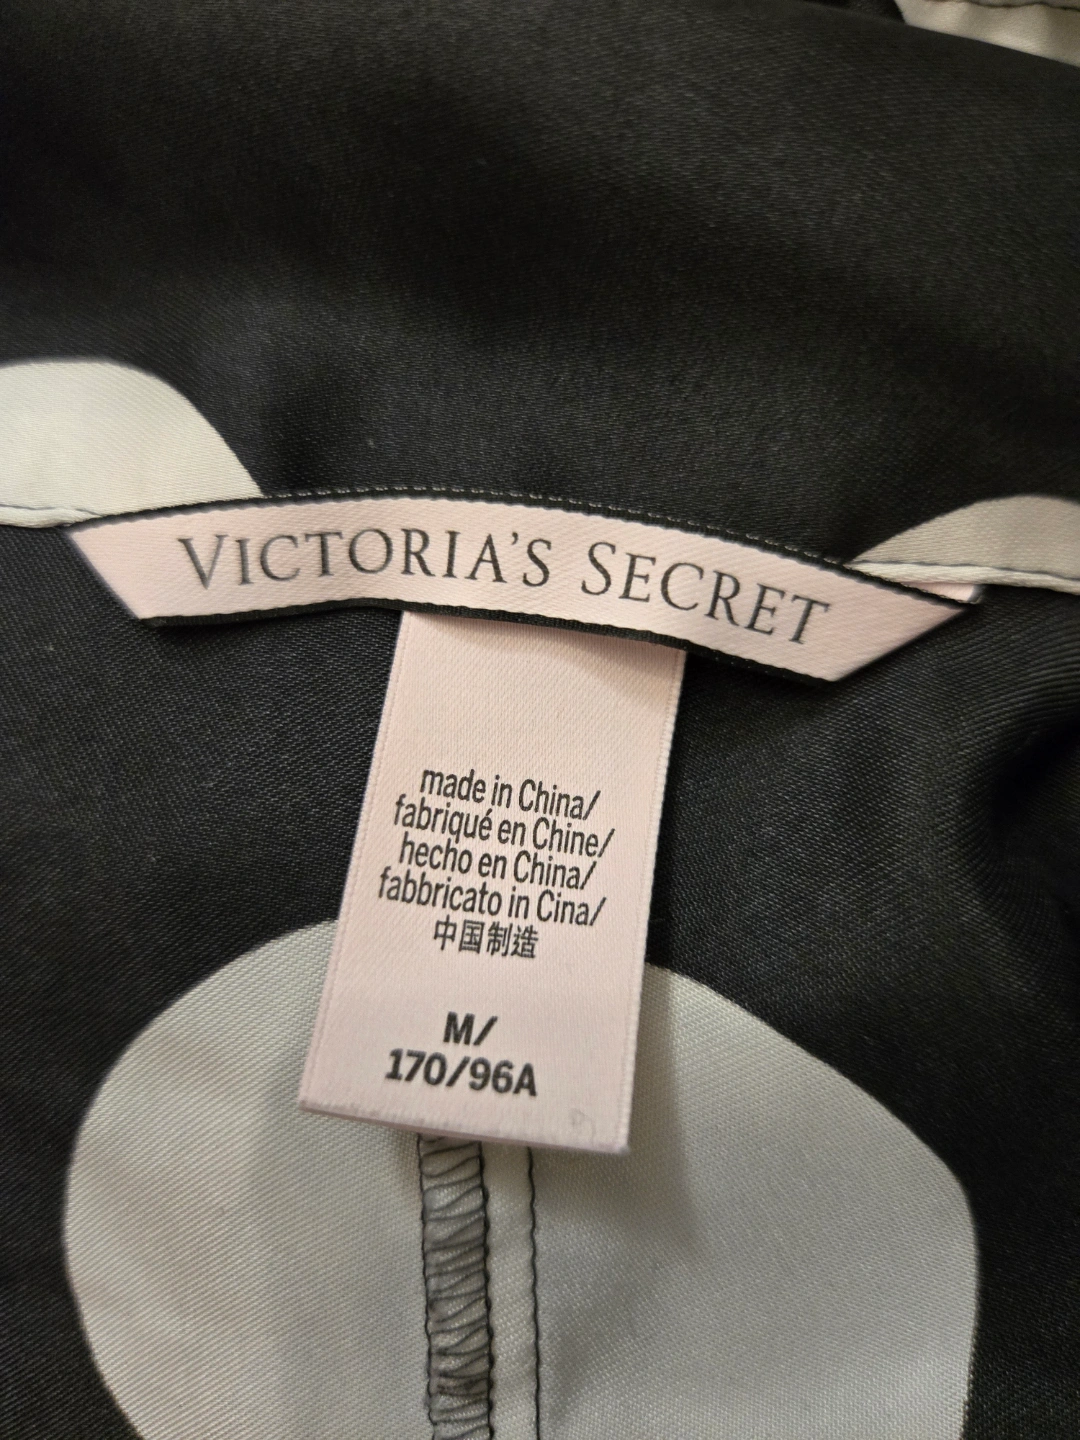 VICTORIA'S SECRET
made in China/
fabriqué en Chine/
hecho en China/
fabbricato in Cina/
中国制造
M/
170/96A